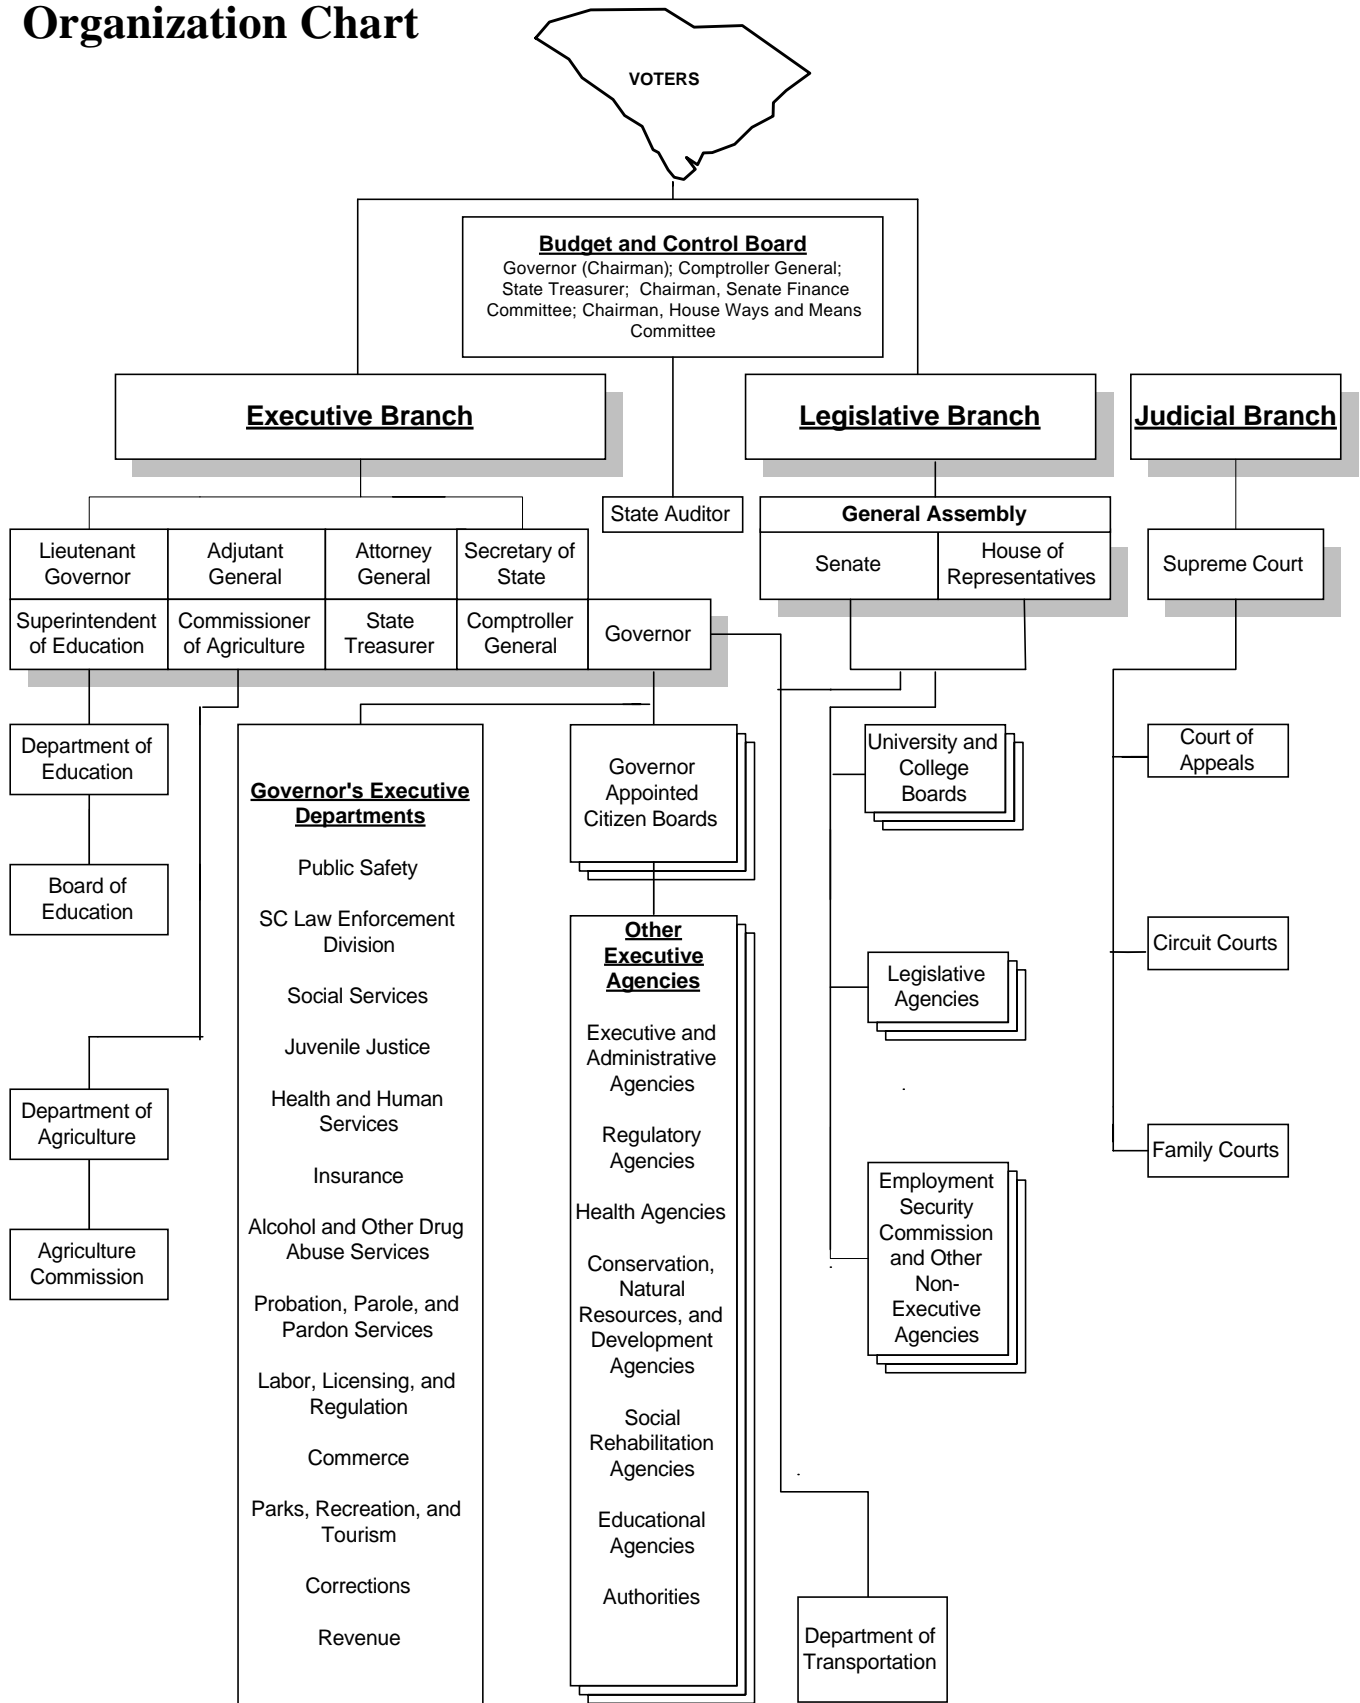 Organization Chart
VOTERS
Budget and Control Board
Governor (Chairman); Comptroller General;
State Treasurer;  Chairman, Senate Finance
Committee; Chairman, House Ways and Means
Committee
Executive Branch
Legislative Branch
Judicial Branch
State Auditor
General Assembly
Senate
House of
Representatives
Supreme Court
Lieutenant
Governor
Adjutant
General
Attorney
General
Secretary of
State
Superintendent
of Education
Commissioner
of Agriculture
State
Treasurer
Comptroller
General
Governor
Department of
Education
Board of
Education
Department of
Agriculture
Agriculture
Commission
Governor's Executive
Departments
Public Safety
SC Law Enforcement
Division
Social Services
Juvenile Justice
Health and Human
Services
Insurance
Alcohol and Other Drug
Abuse Services
Probation, Parole, and
Pardon Services
Labor, Licensing, and
Regulation
Commerce
Parks, Recreation, and
Tourism
Corrections
Revenue
Governor
Appointed
Citizen Boards
Other
Executive
Agencies
Executive and
Administrative
Agencies
Regulatory
Agencies
Health Agencies
Conservation,
Natural
Resources, and
Development
Agencies
Social
Rehabilitation
Agencies
Educational
Agencies
Authorities
University and
College
Boards
Legislative
Agencies
Employment
Security
Commission
and Other
Non-
Executive
Agencies
Department of
Transportation
Court of
Appeals
Circuit Courts
Family Courts